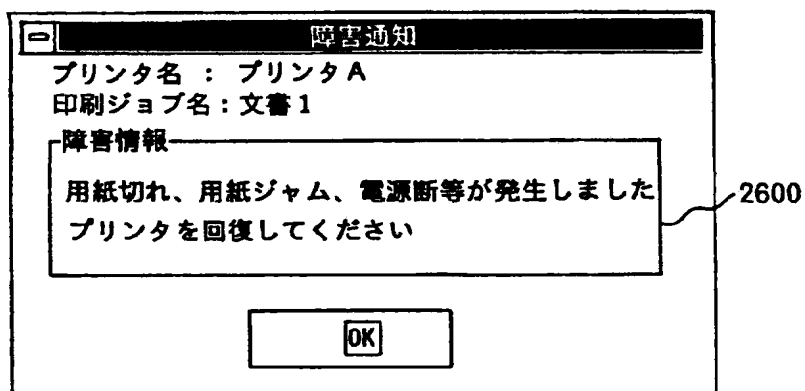 障害通知
プリンタ名 : プリンタA
印刷ジョブ名:文書1
障害情報
用紙切れ、用紙ジャム、電源断等が発生しました
プリンタを回復してください
2600
OK